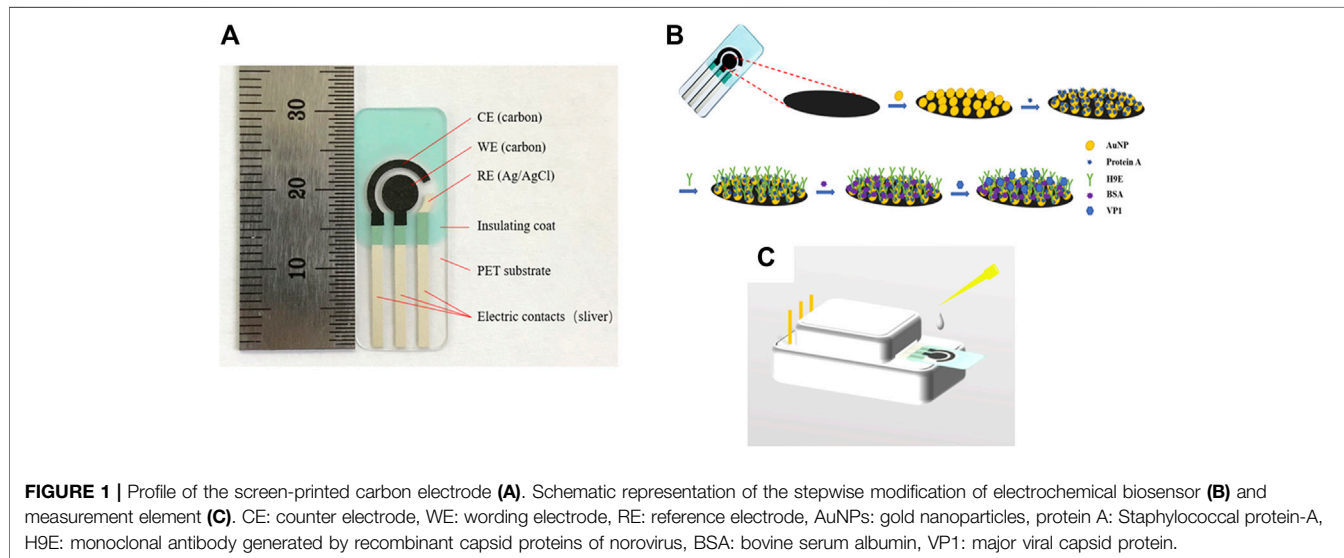 A
30
20
10
CE (carbon)
WE (carbon)
RE (Ag/AgCl)
Insulating coat
PET substrate
Electric contacts (sliver)
B
AuNP
Protein A
H9E
BSA
VP1
C
FIGURE 1 | Profile of the screen-printed carbon electrode (A). Schematic representation of the stepwise modification of electrochemical biosensor (B) and
measurement element (C). CE: counter electrode, WE: wording electrode, RE: reference electrode, AuNPs: gold nanoparticles, protein A: Staphylococcal protein-A,
H9E: monoclonal antibody generated by recombinant capsid proteins of norovirus, BSA: bovine serum albumin, VP1: major viral capsid protein.